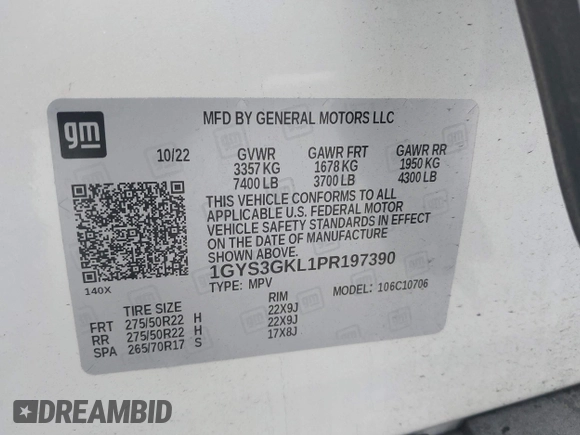 gm
MFD BY GENERAL MOTORS LLC
10/22 GVWR GAWR FRT GAWR RR
3357 KG 1678 KG 1950 KG
7400 LB 3700 LB 4300 LB
THIS VEHICLE CONFORMS TO ALL
APPLICABLE U.S. FEDERAL MOTOR
VEHICLE SAFETY STANDARDS IN EFFECT
ON THE DATE OF MANUFACTURE
SHOWN ABOVE.
1GYS3GKL1PR197390
TYPE: MPV MODEL: 106C10706
140X
TIRE SIZE RIM
FRT 275/50R22 H 22X9J
RR 275/50R22 H 22X9J
SPA 265/70R17 S 17X8J
DREAMBID